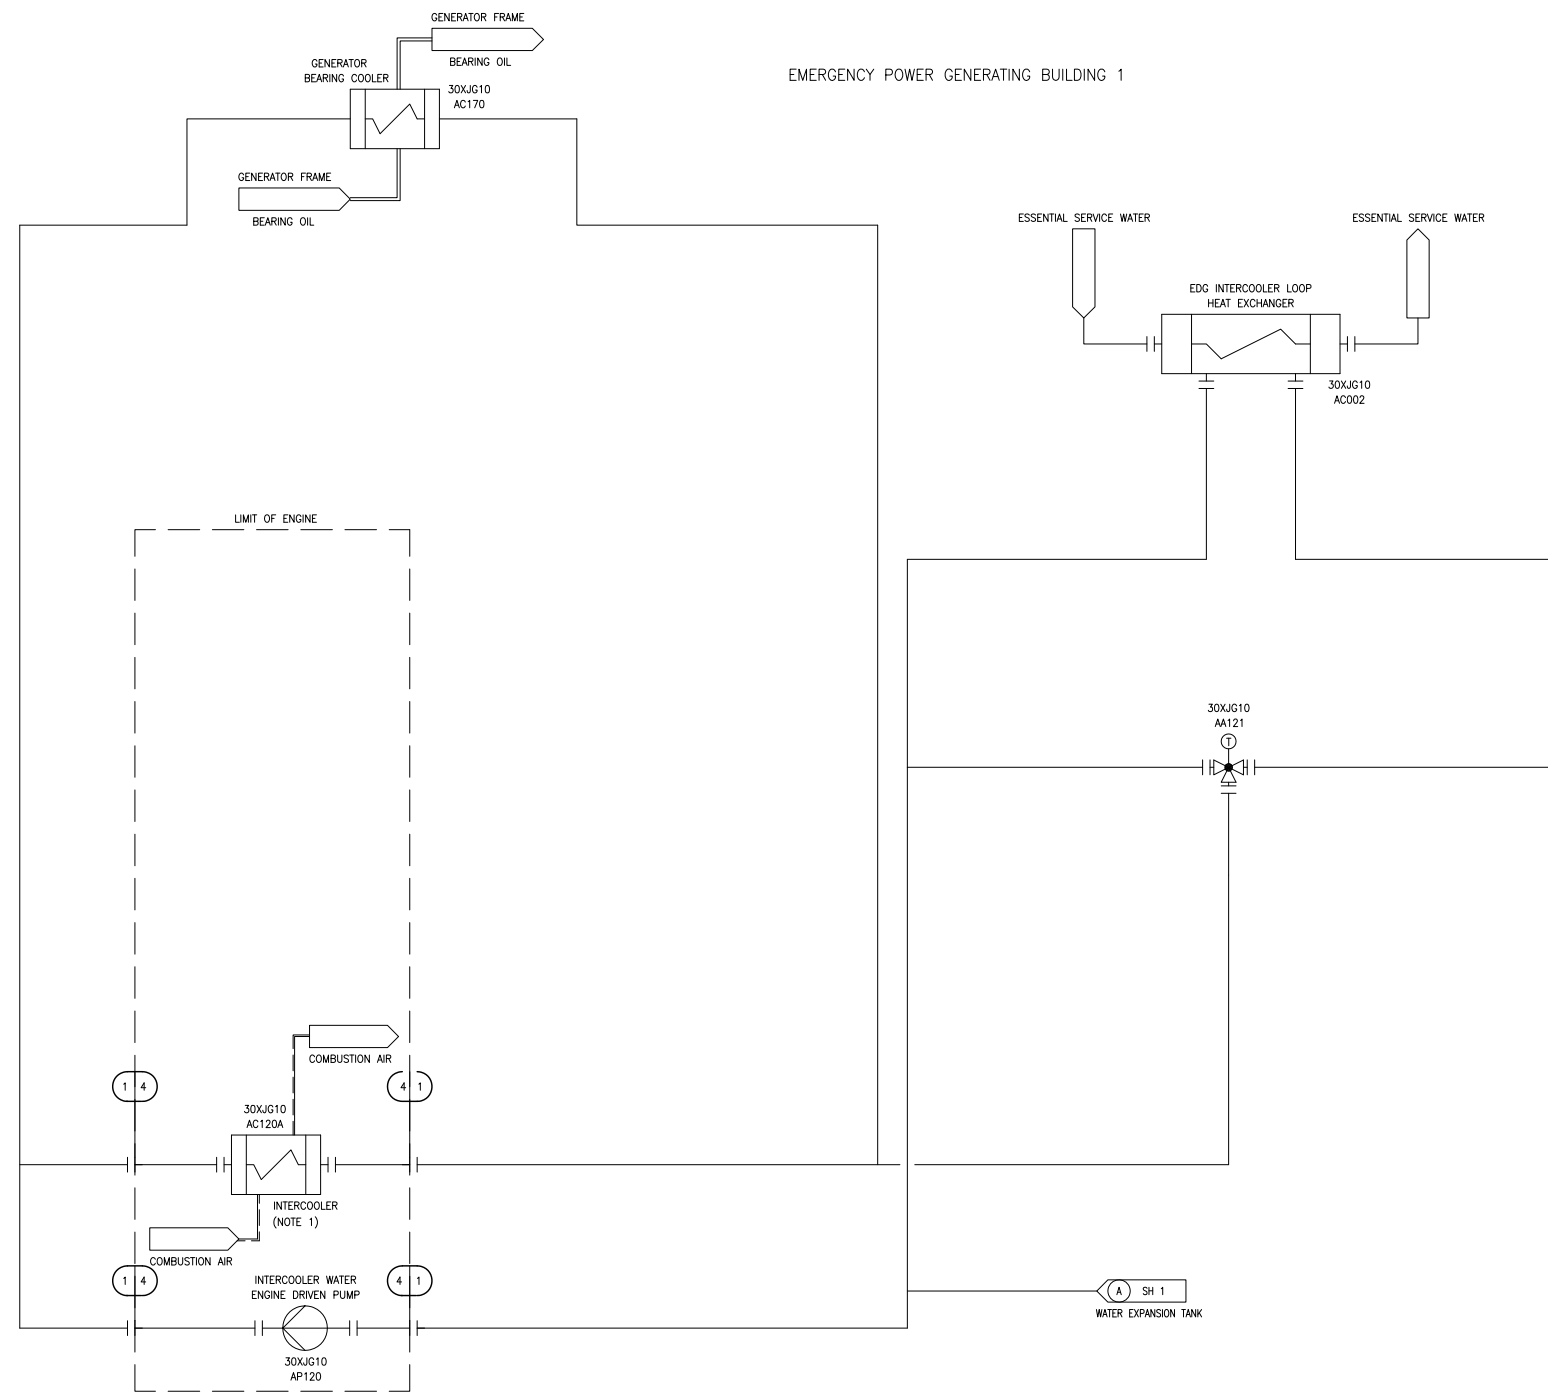 GENERATOR FRAME
BEARING OIL
GENERATOR
BEARING COOLER
30XJG10
AC170
EMERGENCY POWER GENERATING BUILDING 1
GENERATOR FRAME
BEARING OIL
ESSENTIAL SERVICE WATER
ESSENTIAL SERVICE WATER
EDG INTERCOOLER LOOP
HEAT EXCHANGER
30XJG10
AC002
LIMIT OF ENGINE
30XJG10
AA121
T
COMBUSTION AIR
1 4
4 1
30XJG10
AC120A
INTERCOOLER
(NOTE 1)
COMBUSTION AIR
1 4
4 1
INTERCOOLER WATER
ENGINE DRIVEN PUMP
30XJG10
AP120
A SH 1
WATER EXPANSION TANK